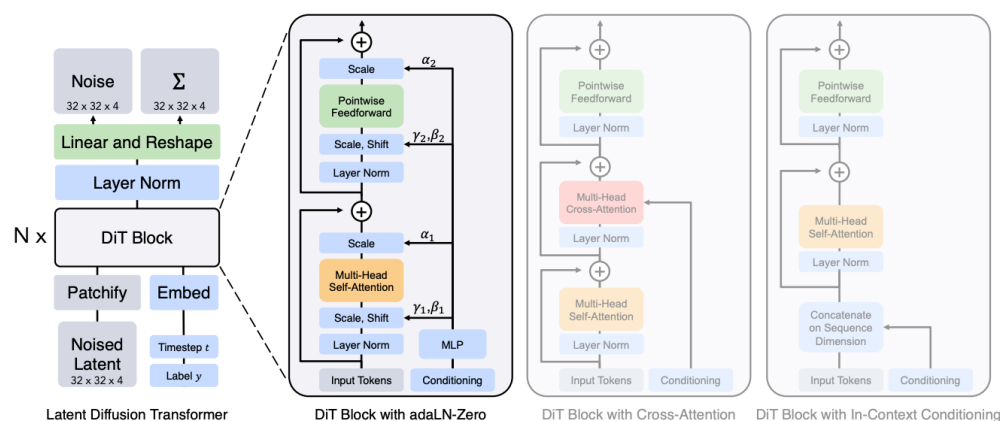 Noise
32 x 32 x 4
Σ
32 x 32 x 4
Linear and Reshape
Layer Norm
N x
DiT Block
Patchify
Embed
Noised
Latent
32 x 32 x 4
Timestep t
Label y
Latent Diffusion Transformer
+
Scale
α₂
Pointwise
Feedforward
γ₂,β₂
Scale, Shift
Layer Norm
+
Scale
α₁
Multi-Head
Self-Attention
γ₁,β₁
Scale, Shift
Layer Norm
MLP
Input Tokens
Conditioning
DiT Block with adaLN-Zero
+
Pointwise
Feedforward
Layer Norm
+
Multi-Head
Cross-Attention
Layer Norm
+
Multi-Head
Self-Attention
Layer Norm
Input Tokens
Conditioning
DiT Block with Cross-Attention
+
Pointwise
Feedforward
Layer Norm
+
Multi-Head
Self-Attention
Layer Norm
Concatenate
on Sequence
Dimension
Input Tokens
Conditioning
DiT Block with In-Context Conditioning